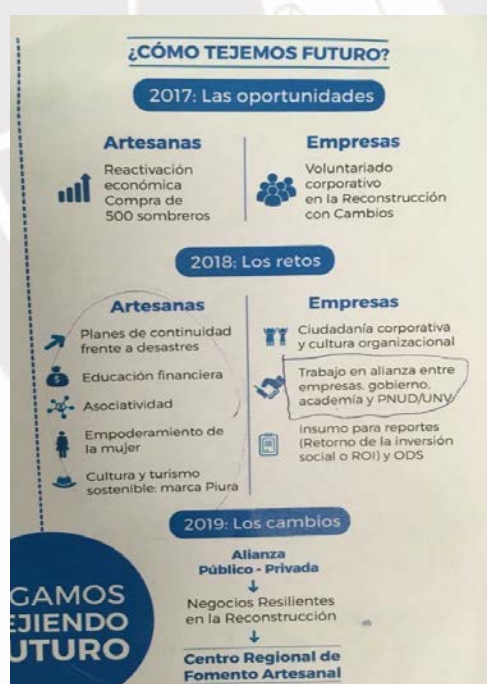 ¿CÓMO TEJEMOS FUTURO?
2017: Las oportunidades
Artesanas
Reactivación
económica
Compra de
500 sombreros
Empresas
Voluntariado
corporativo
en la Reconstrucción
con Cambios
2018: Los retos
Artesanas
Planes de continuidad
frente a desastres
Educación financiera
Asociatividad
Empoderamiento de
la mujer
Cultura y turismo
sostenible: marca Piura
Empresas
Ciudadanía corporativa
y cultura organizacional
Trabajo en alianza entre
empresas, gobierno,
academía y PNUD/UNV
Insumo para reportes
(Retorno de la inversión
social o ROI) y ODS
2019: Los cambios
Alianza
Público - Privada
Negocios Resilientes
en la Reconstrucción
Centro Regional de
Fomento Artesanal
GAMOS
EJIENDO
UTURO